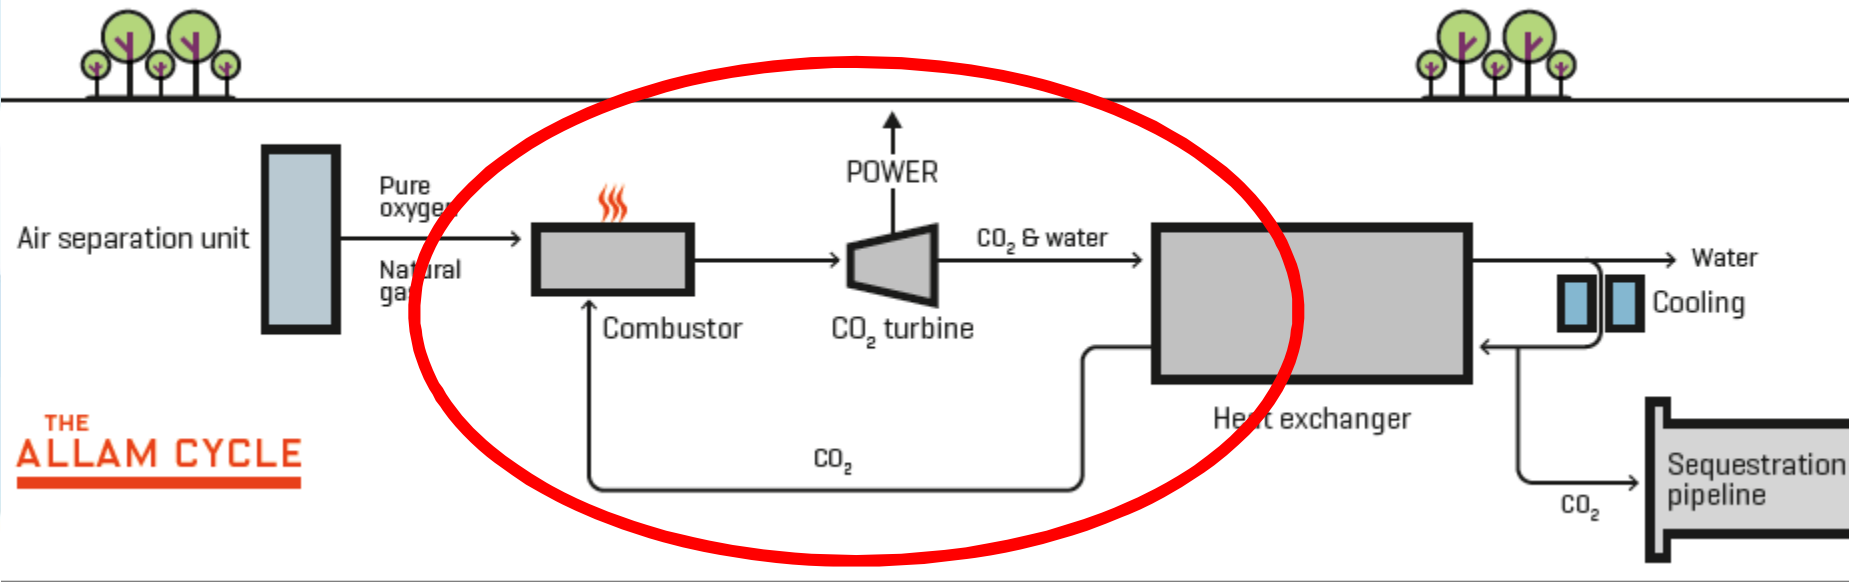 Pure
oxygen
POWER
Air separation unit
CO₂ & water
Water
Natural
gas
Cooling
Combustor
CO₂ turbine
Heat exchanger
THE
ALLAM CYCLE
CO₂
Sequestration
pipeline
CO₂